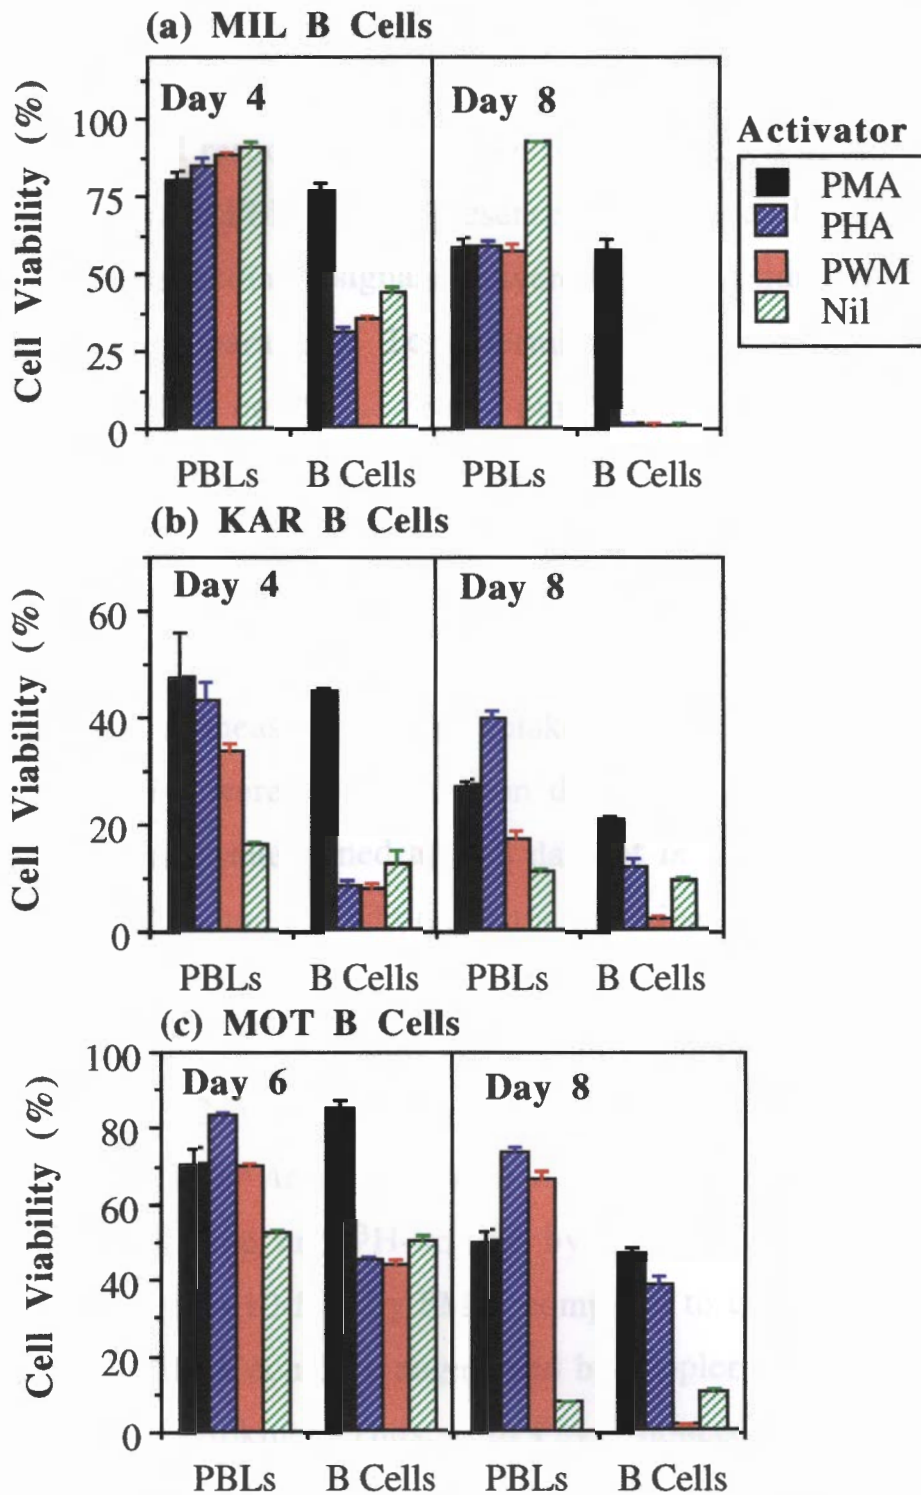 (a) MIL B Cells
Cell Viability (%)
100
75
50
25
0
Day 4
Day 8
PBLs
B Cells
PBLs
B Cells
Activator
PMA
PHA
PWM
Nil
(b) KAR B Cells
Cell Viability (%)
60
40
20
0
Day 4
Day 8
PBLs
B Cells
PBLs
B Cells
(c) MOT B Cells
Cell Viability (%)
100
80
60
40
20
0
Day 6
Day 8
PBLs
B Cells
PBLs
B Cells